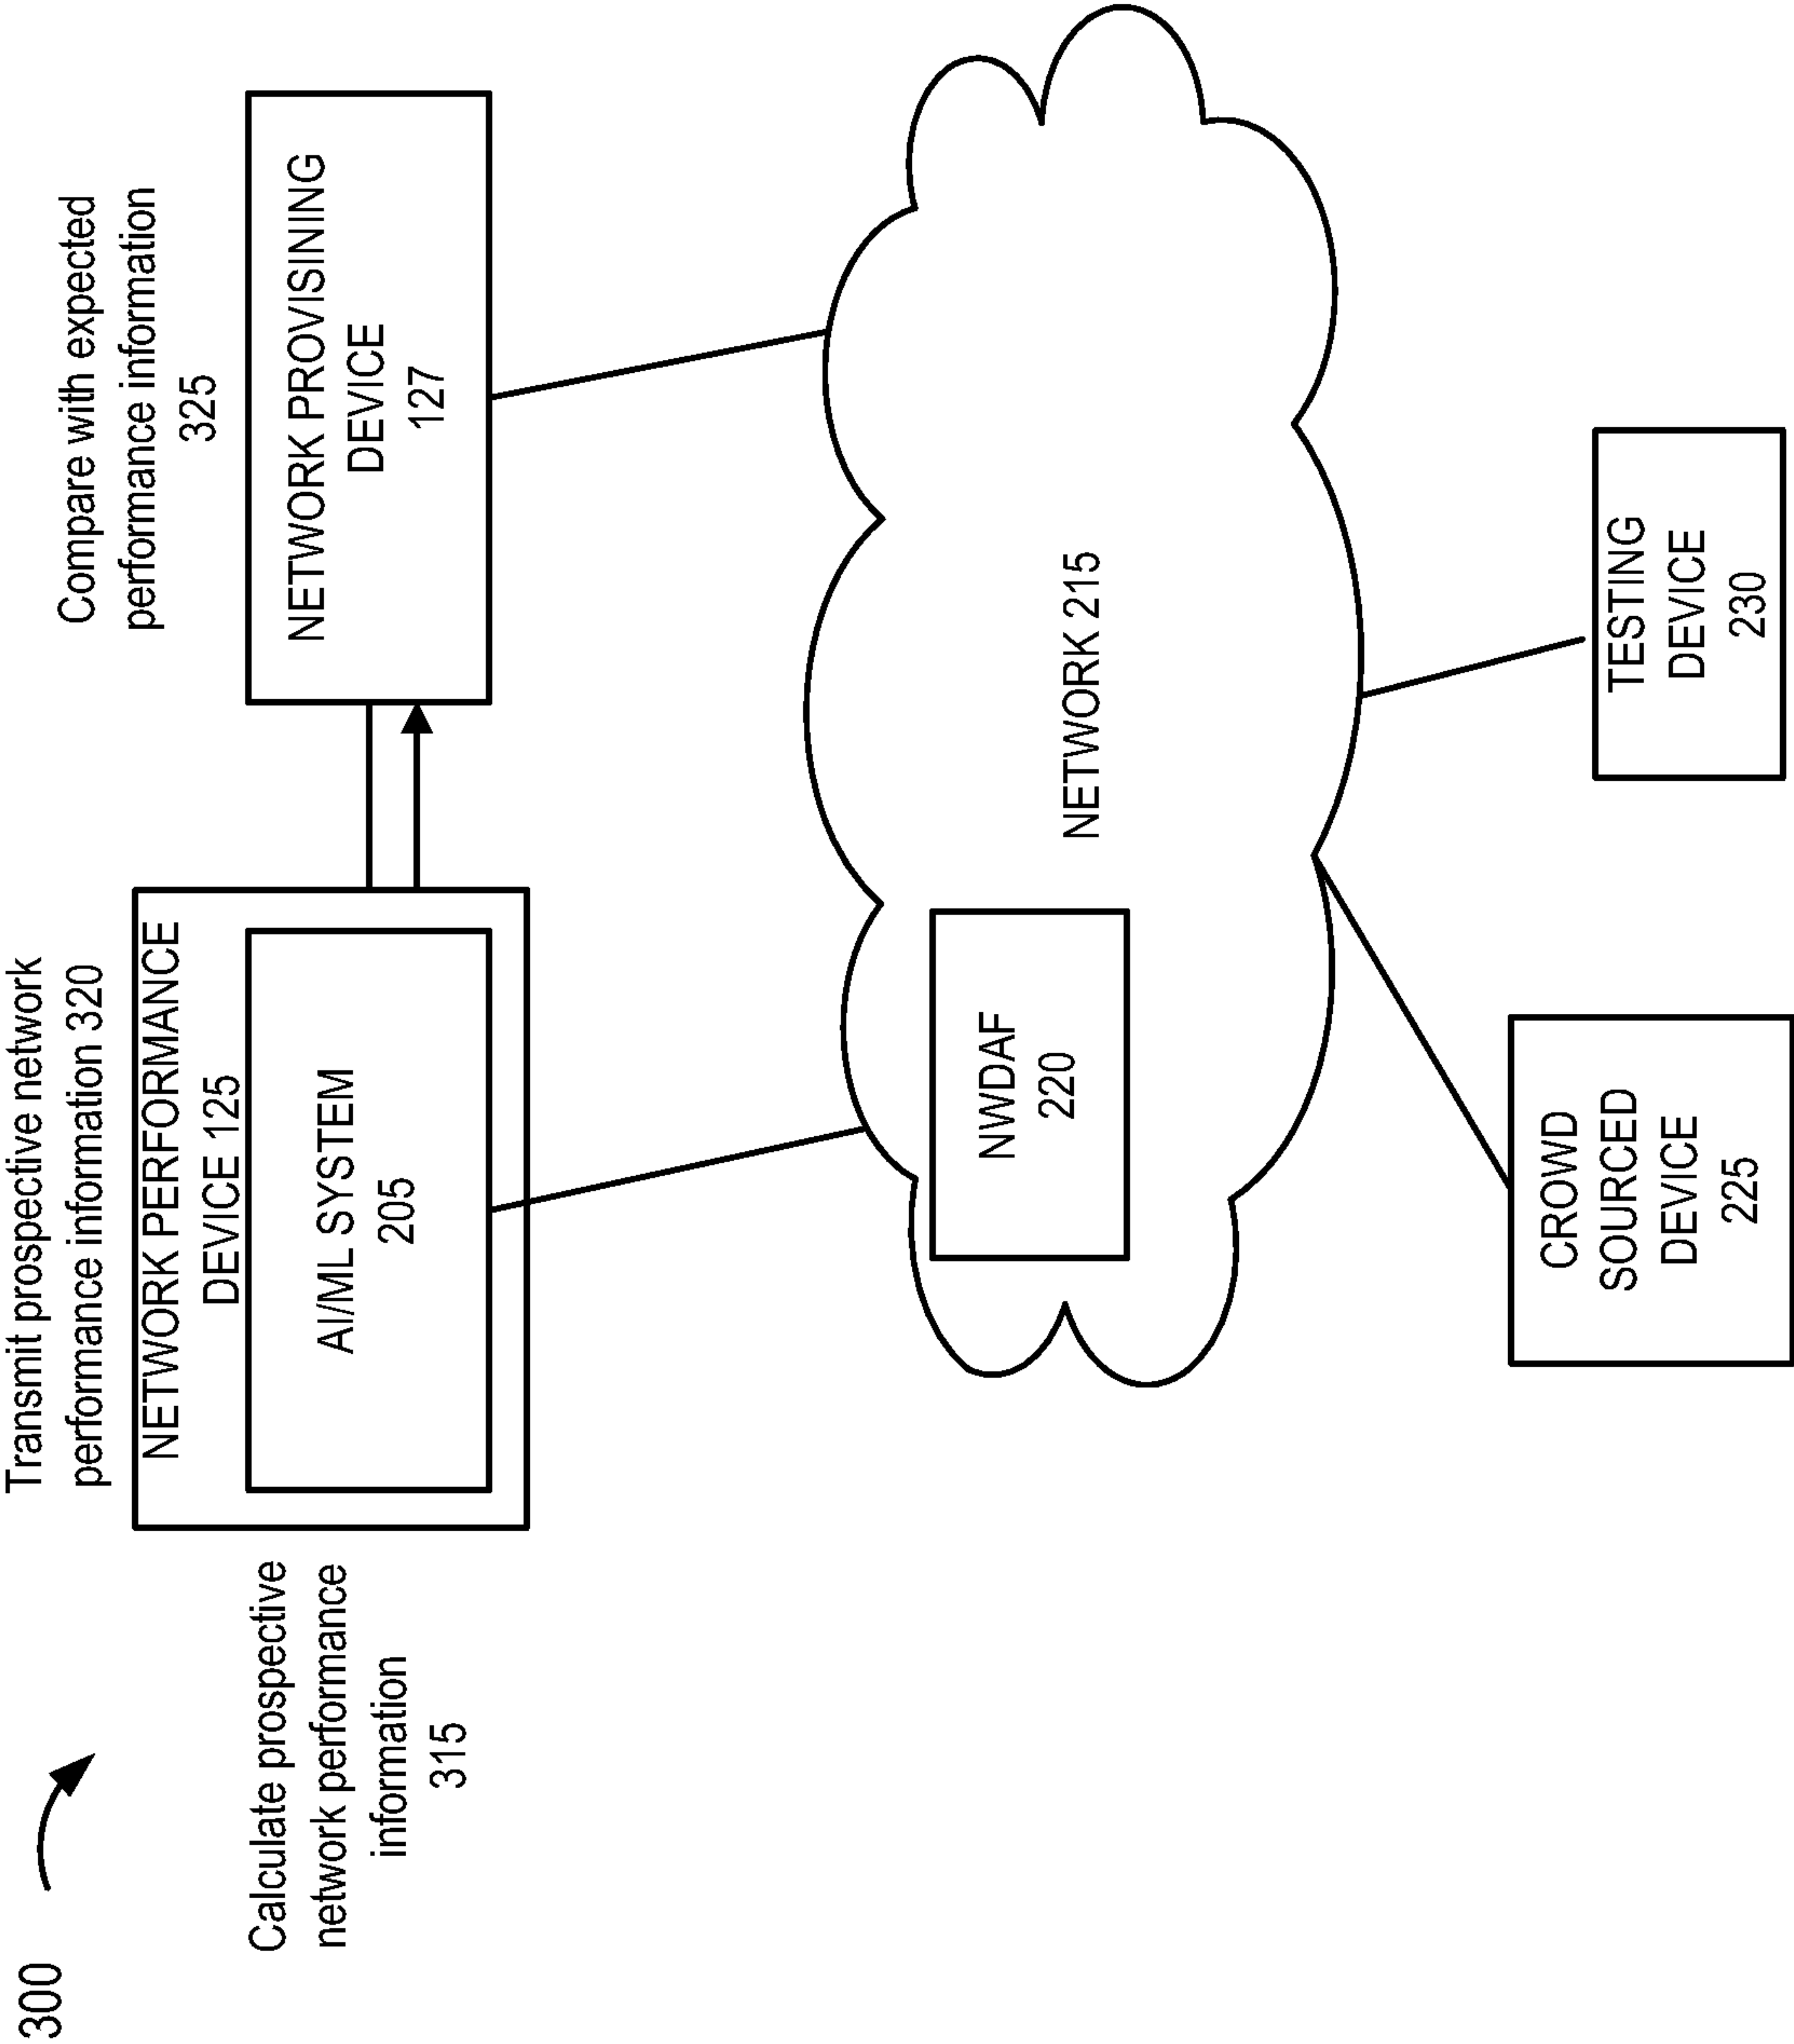 300
Transmit prospective network
performance information 320
Compare with expected
performance information
325
Calculate prospective
network performance
information
315
NETWORK PERFORMANCE
DEVICE 125
AI/ML SYSTEM
205
NETWORK PROVISINING
DEVICE
127
NWDAF
220
NETWORK 215
CROWD
SOURCED
DEVICE
225
TESTING
DEVICE
230